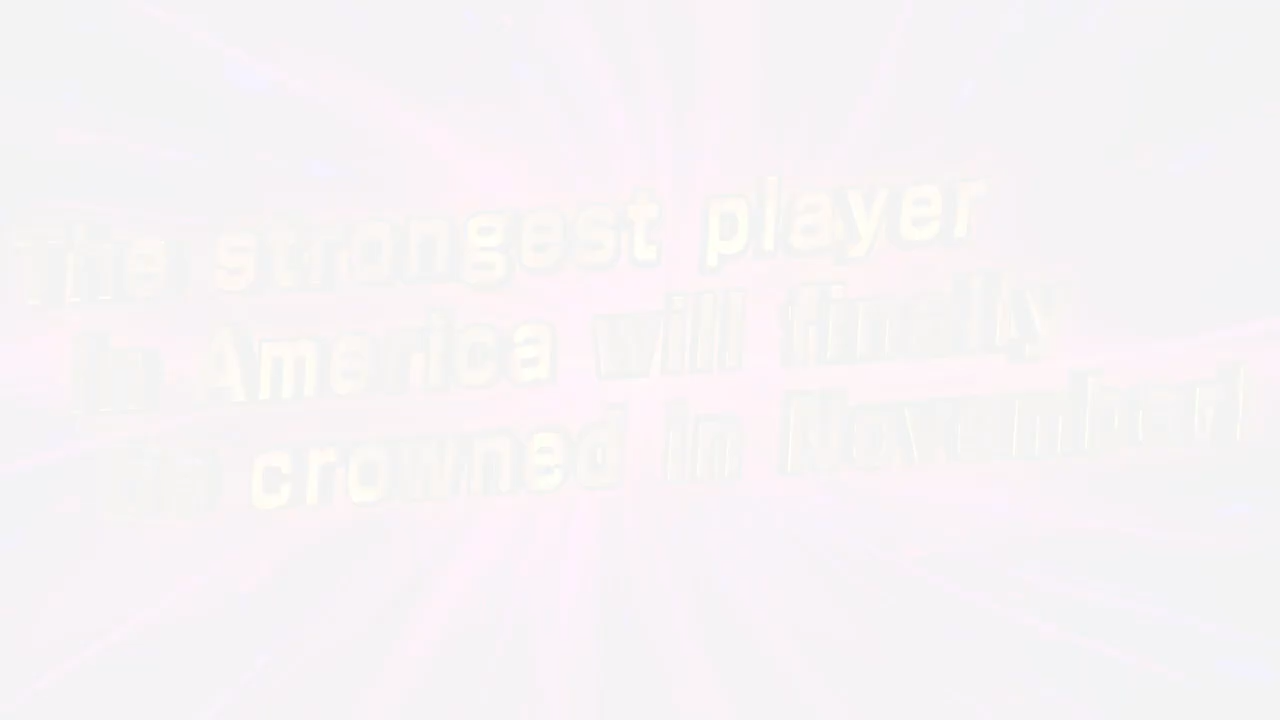 The strongest player
in America will finally
be crowned in November!